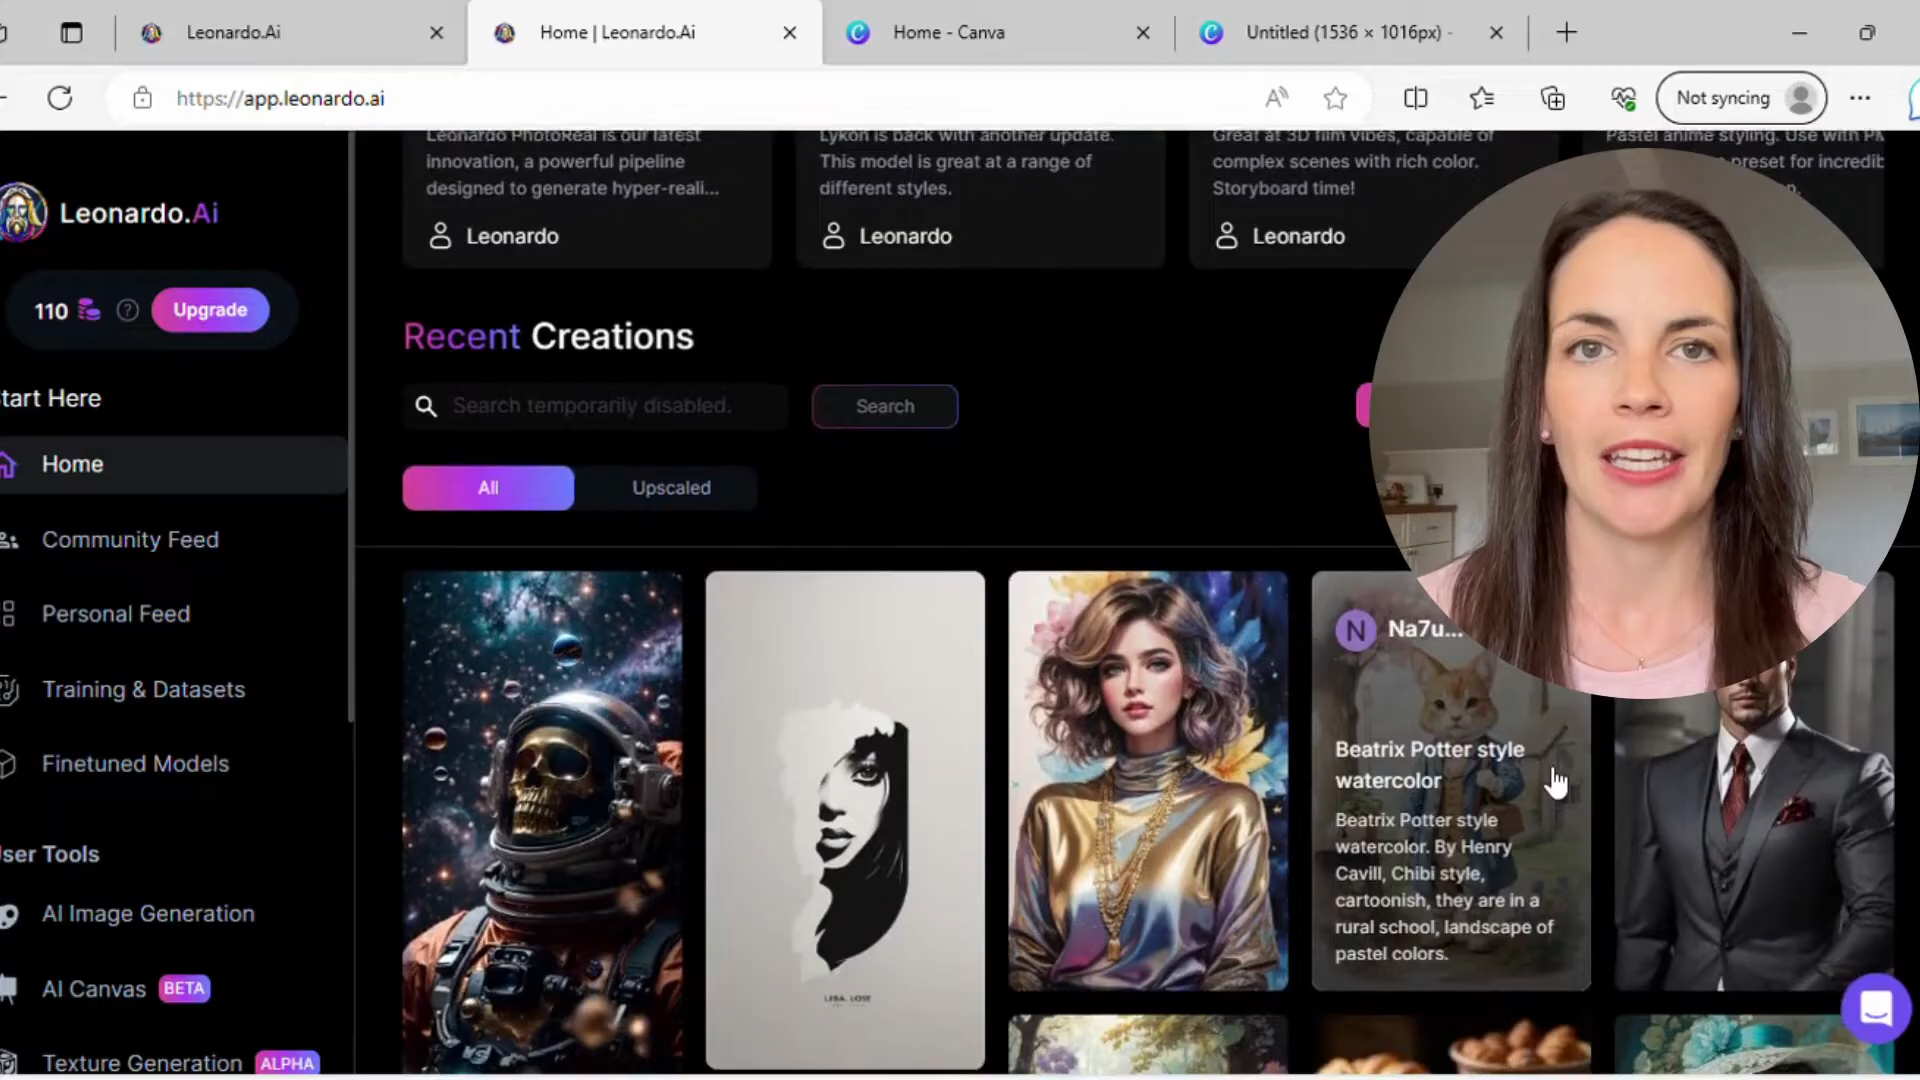 Leonardo.Ai
Home | Leonardo.Ai
Home - Canva
Untitled (1536 × 1016px) -
https://app.leonardo.ai
Not syncing
Leonardo.Ai
110
Upgrade
Start Here
Home
Community Feed
Personal Feed
Training & Datasets
Finetuned Models
User Tools
AI Image Generation
AI Canvas BETA
Texture Generation ALPHA
Leonardo PhotoReal is our latest
innovation, a powerful pipeline
designed to generate hyper-reali...
Leonardo
Lykon is back with another update.
This model is great at a range of
different styles.
Leonardo
Great at 3D film vibes, capable of
complex scenes with rich color.
Storyboard time!
Leonardo
Pastel anime styling. Use with
preset for
Recent Creations
Search temporarily disabled.
Search
All
Upscaled
Na7u...
Beatrix Potter style
watercolor
Beatrix Potter style
watercolor. By Henry
Cavill, Chibi style,
cartoonish, they are in a
rural school, landscape of
pastel colors.